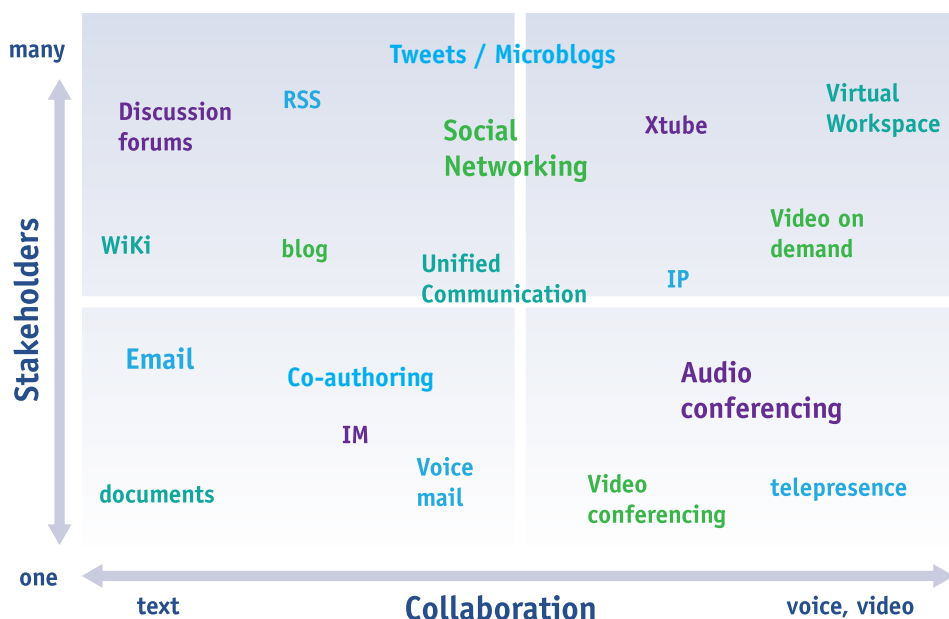 many
Tweets / Microblogs
RSS
Discussion
forums
Social
Networking
Xtube
Virtual
Workspace
WiKi
blog
Unified
Communication
IP
Video on
demand
Stakeholders
Email
Co-authoring
IM
Voice
mail
documents
Audio
conferencing
Video
conferencing
telepresence
one
text
Collaboration
voice, video